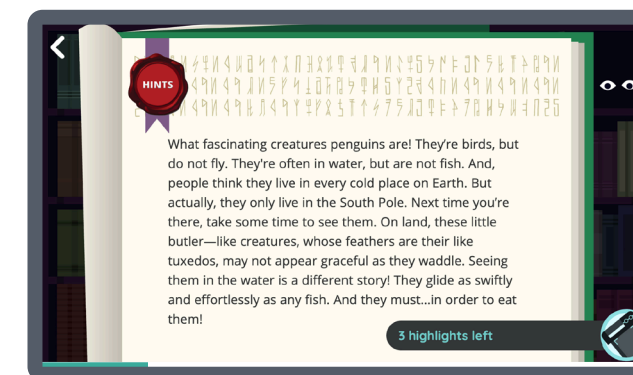 HINTS
What fascinating creatures penguins are! They're birds, but
do not fly. They're often in water, but are not fish. And,
people think they live in every cold place on Earth. But
actually, they only live in the South Pole. Next time you're
there, take some time to see them. On land, these little
butler—like creatures, whose feathers are their like
tuxedos, may not appear graceful as they waddle. Seeing
them in the water is a different story! They glide as swiftly
and effortlessly as any fish. And they must...in order to eat
them!
3 highlights left